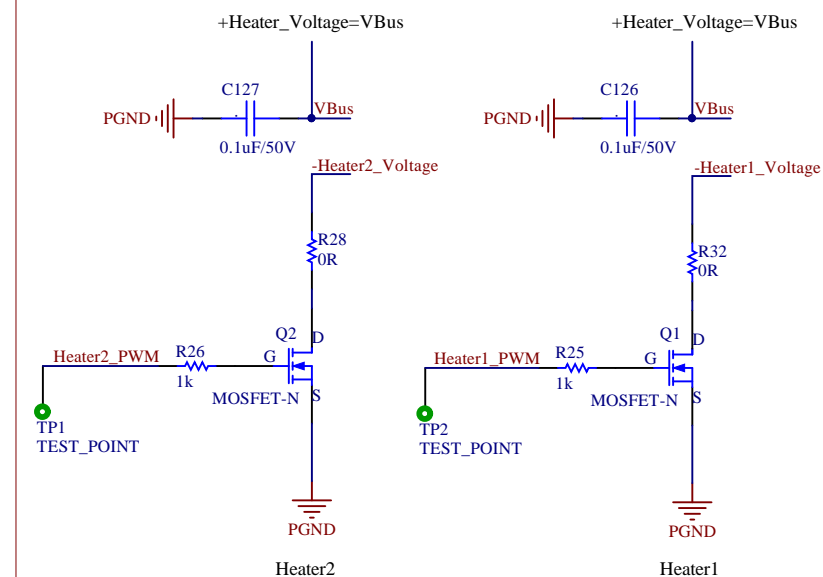 +Heater_Voltage=VBus
C127
PGND
VBus
0.1uF/50V
-Heater2_Voltage
R28
0R
Q2
D
Heater2_PWM
R26
G
1k
MOSFET-N
S
TP1
TEST_POINT
PGND
Heater2
+Heater_Voltage=VBus
C126
PGND
VBus
0.1uF/50V
-Heater1_Voltage
R32
0R
Q1
D
Heater1_PWM
R25
G
1k
MOSFET-N
S
TP2
TEST_POINT
PGND
Heater1